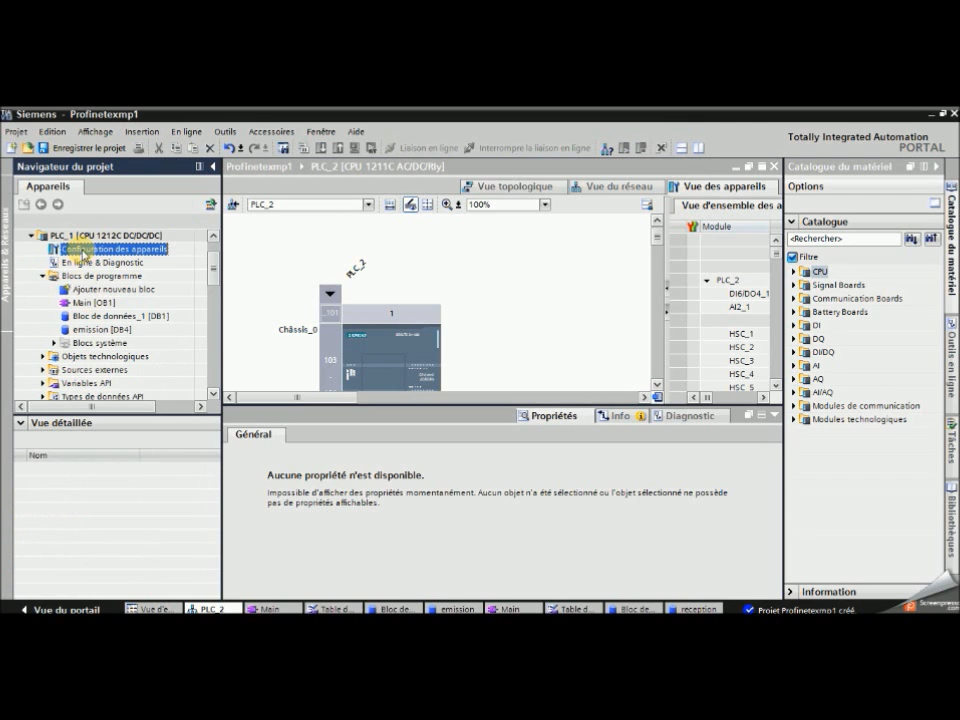 Siemens - Profinetexmp1
Projet Edition Affichage Insertion En ligne Outils Accessoires Fenêtre Aide
Totally Integrated Automation
PORTAL
Enregistrer le projet
Liaison en ligne
Interrompre la liaison en ligne
Navigateur du projet
Profinetexmp1 › PLC_2 [CPU 1211C AC/DC/Rly]
Catalogue du matériel
Appareils
Vue topologique
Vue du réseau
Vue des appareils
Options
PLC_2
100%
Vue d'ensemble des a
Module
Catalogue
<Rechercher>
Filtre
PLC_1 [CPU 1212C DC/DC/DC]
Configuration des appareils
En ligne & Diagnostic
Blocs de programme
Ajouter nouveau bloc
Main [OB1]
Bloc de données_1 [DB1]
emission [DB4]
Blocs système
Objets technologiques
Sources externes
Variables API
Types de données API
PLC_2
Châssis_0
101
1
103
PLC_2
DI6/DO4_1
AI2_1
HSC_1
HSC_2
HSC_3
HSC_4
HSC_5
CPU
Signal Boards
Communication Boards
Battery Boards
DI
DQ
DI/DQ
AI
AQ
AI/AQ
Modules de communication
Modules technologiques
Appareils & Réseaux
Catalogue du matériel
Outils en ligne
Tâches
Bibliothèques
Vue détaillée
Nom
Propriétés
Info
Diagnostic
Général
Aucune propriété n'est disponible.
Impossible d'afficher des propriétés momentanément. Aucun objet n'a été sélectionné ou l'objet sélectionné ne possède
pas de propriétés affichables.
Information
Vue du portail
Vue d'e...
PLC_2
Main
Table d...
Bloc de...
emission
Main
Table d...
Bloc de...
reception
Projet Profinetexmp1 créé.